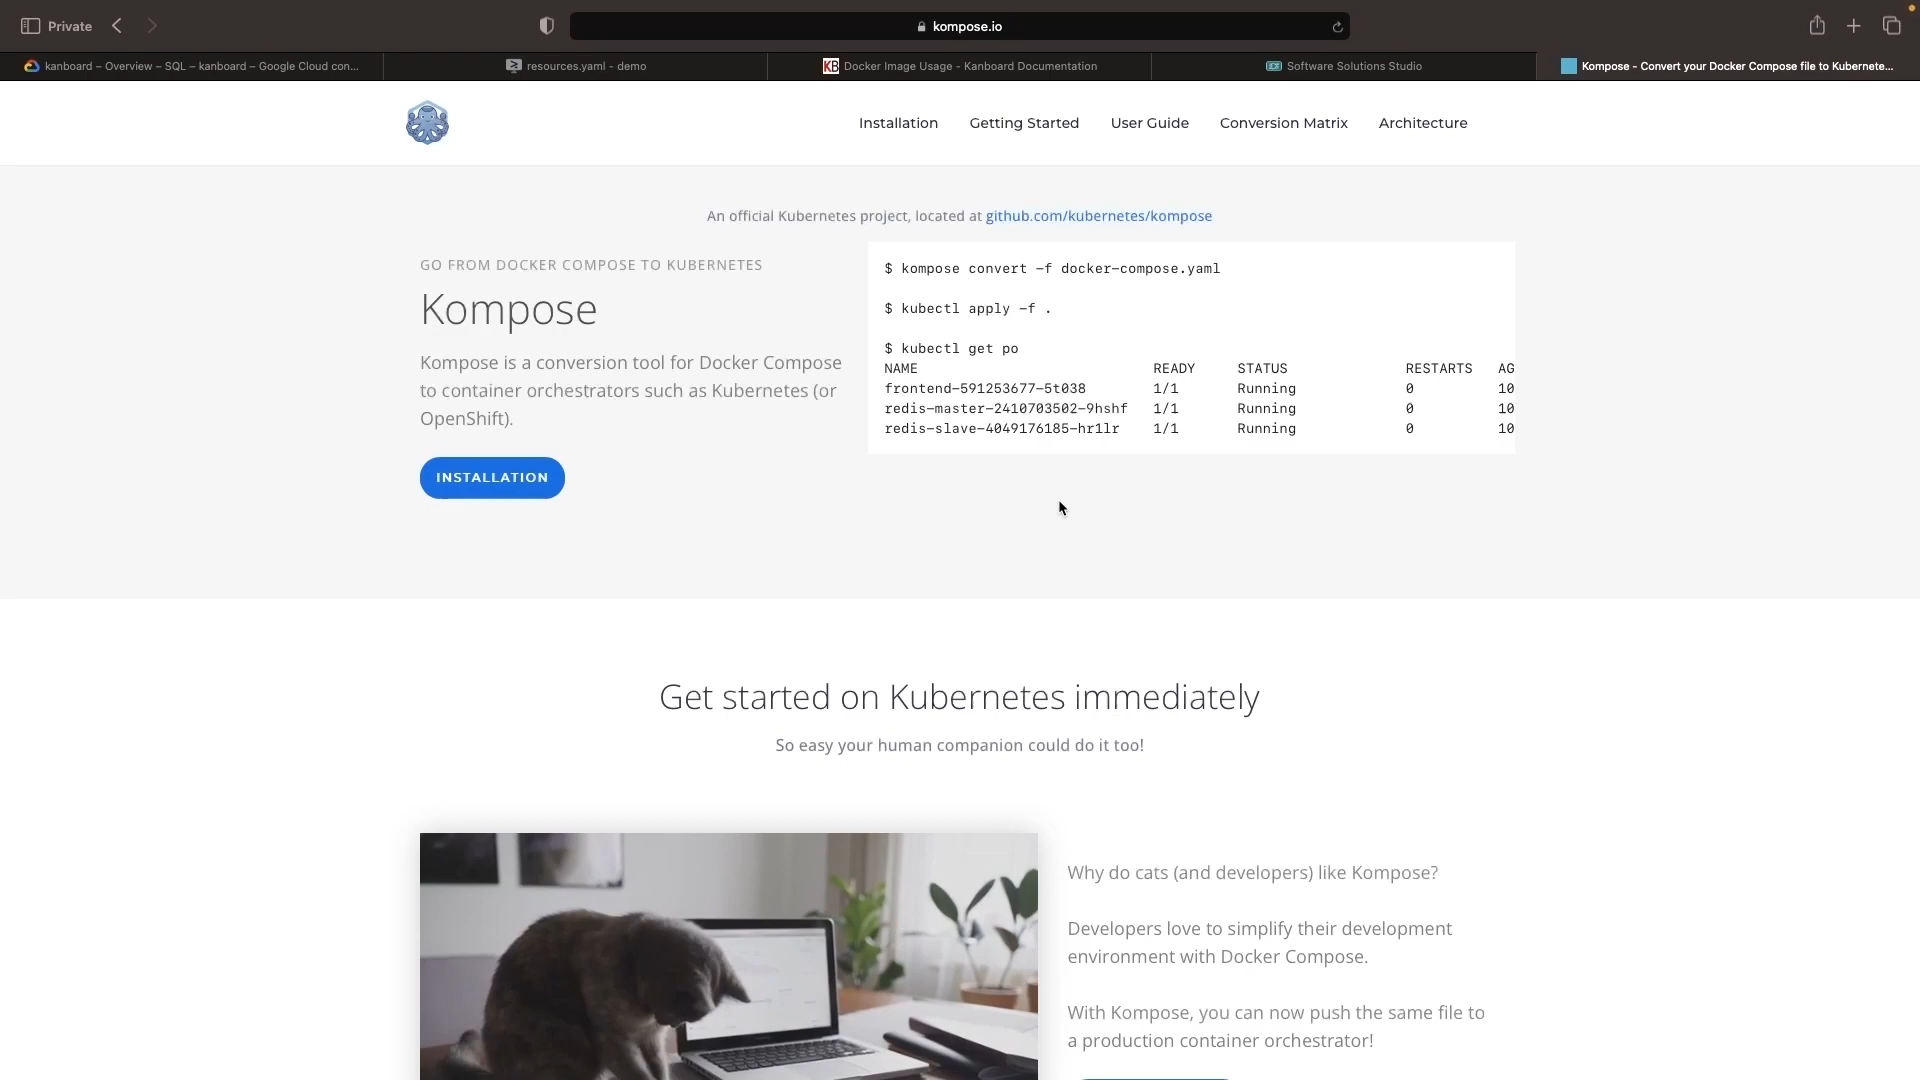 Private
kompose.io
kanboard – Overview – SQL – kanboard – Google Cloud con...
resources.yaml - demo
KB Docker Image Usage - Kanboard Documentation
Software Solutions Studio
Kompose - Convert your Docker Compose file to Kubernete...
Installation
Getting Started
User Guide
Conversion Matrix
Architecture
An official Kubernetes project, located at github.com/kubernetes/kompose
GO FROM DOCKER COMPOSE TO KUBERNETES
Kompose
Kompose is a conversion tool for Docker Compose
to container orchestrators such as Kubernetes (or
OpenShift).
INSTALLATION
$ kompose convert -f docker-compose.yaml
$ kubectl apply -f .
$ kubectl get po
NAME READY STATUS RESTARTS AG
frontend-591253677-5t038 1/1 Running 0 10
redis-master-2410703502-9hshf 1/1 Running 0 10
redis-slave-4049176185-hr1lr 1/1 Running 0 10
Get started on Kubernetes immediately
So easy your human companion could do it too!
Why do cats (and developers) like Kompose?
Developers love to simplify their development
environment with Docker Compose.
With Kompose, you can now push the same file to
a production container orchestrator!